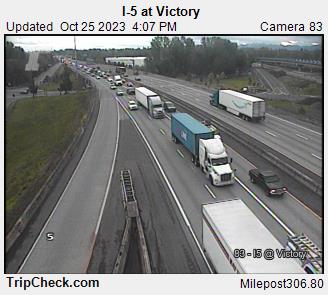 I-5 at Victory
Updated Oct 25 2023 4:07 PM Camera 83
5
83 - I5 @ Victory
TripCheck.com Milepost306.80